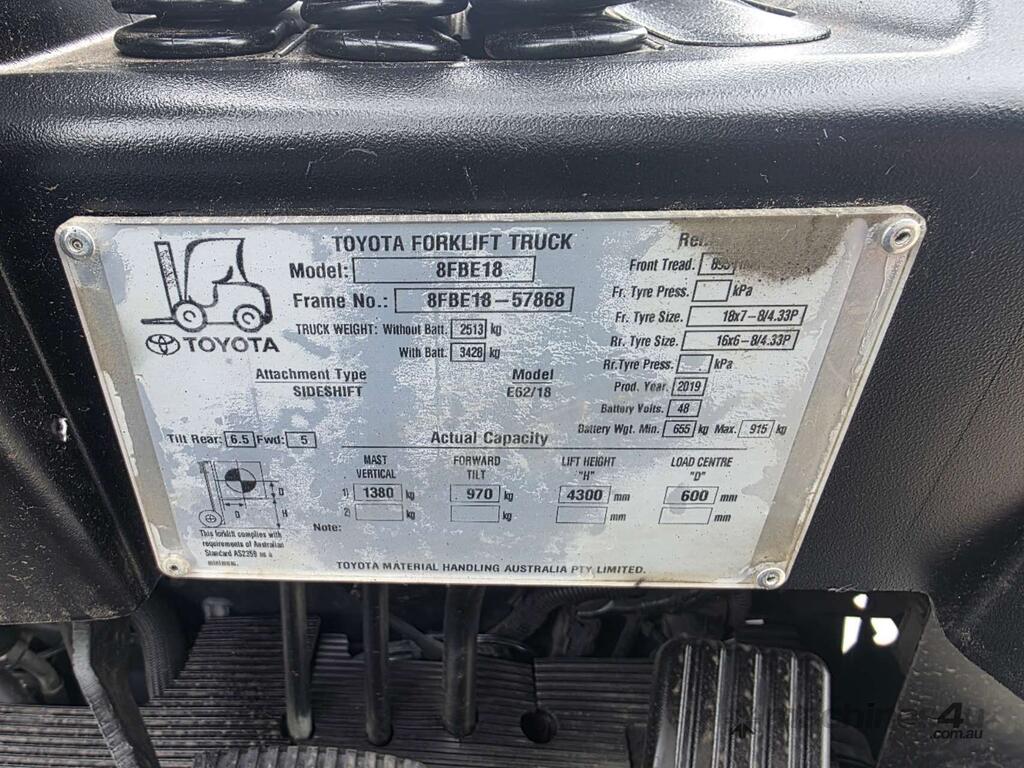 TOYOTA FORKLIFT TRUCK
Model: 8FBE18
Frame No.: 8FBE18-57868
TRUCK WEIGHT: Without Batt. 2513 kg
With Batt. 3428 kg
TOYOTA
Attachment Type Model
SIDESHIFT E62/18
Front Tread.
Fr. Tyre Press. kPa
Fr. Tyre Size. 18x7-8/4.33P
Rr. Tyre Size. 16x6-8/4.33P
Rr.Tyre Press. kPa
Prod. Year. 2019
Battery Volts. 48
Battery Wgt. Min. 655 kg Max. 915 kg
Tilt Rear: 6.5 Fwd: 5
Actual Capacity
MAST VERTICAL FORWARD TILT LIFT HEIGHT "H" LOAD CENTRE "D"
1) 1380 kg 970 kg 4300 mm 600 mm
2) kg kg mm mm
D
D H
Note:
This forklift complies with
requirements of Australian
Standard AS2359 as a
minimum.
TOYOTA MATERIAL HANDLING AUSTRALIA PTY LIMITED.
.com.au